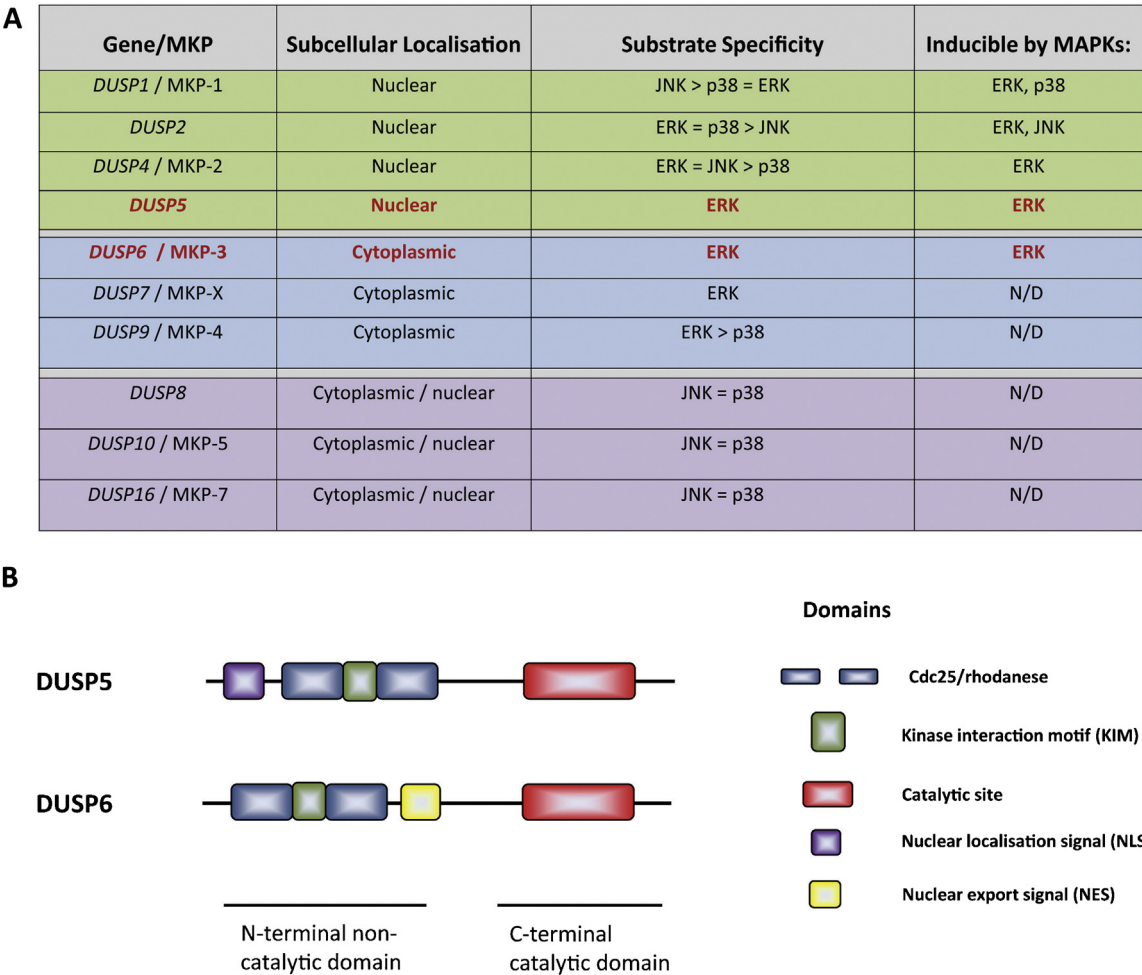 A
Gene/MKP Subcellular Localisation Substrate Specificity Inducible by MAPKs:
DUSP1 / MKP-1 Nuclear JNK > p38 = ERK ERK, p38
DUSP2 Nuclear ERK = p38 > JNK ERK, JNK
DUSP4 / MKP-2 Nuclear ERK = JNK > p38 ERK
DUSP5 Nuclear ERK ERK
DUSP6 / MKP-3 Cytoplasmic ERK ERK
DUSP7 / MKP-X Cytoplasmic ERK N/D
DUSP9 / MKP-4 Cytoplasmic ERK > p38 N/D
DUSP8 Cytoplasmic / nuclear JNK = p38 N/D
DUSP10 / MKP-5 Cytoplasmic / nuclear JNK = p38 N/D
DUSP16 / MKP-7 Cytoplasmic / nuclear JNK = p38 N/D
B
DUSP5
DUSP6
N-terminal non-
catalytic domain
C-terminal
catalytic domain
Domains
Cdc25/rhodanese
Kinase interaction motif (KIM)
Catalytic site
Nuclear localisation signal (NLS
Nuclear export signal (NES)